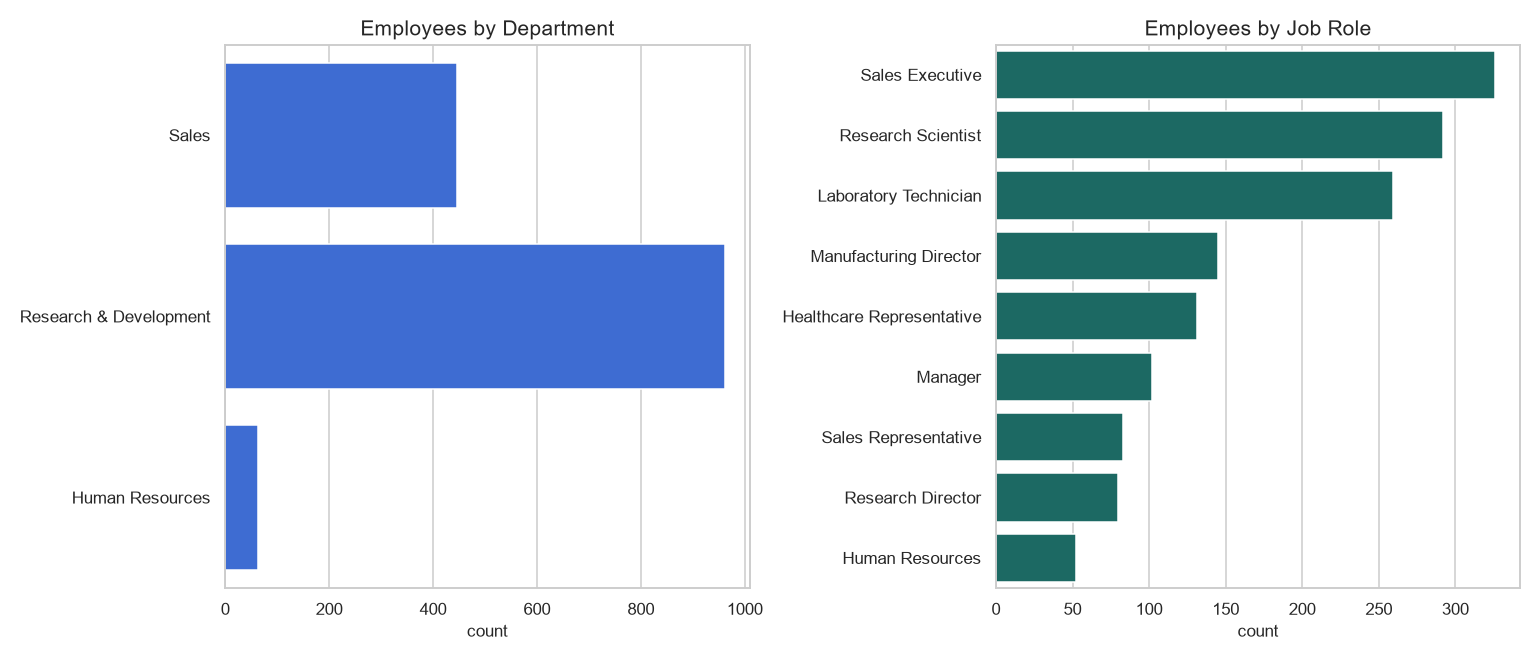 Employees by Department
Sales
Research & Development
Human Resources
0 200 400 600 800 1000
count
Employees by Job Role
Sales Executive
Research Scientist
Laboratory Technician
Manufacturing Director
Healthcare Representative
Manager
Sales Representative
Research Director
Human Resources
0 50 100 150 200 250 300
count